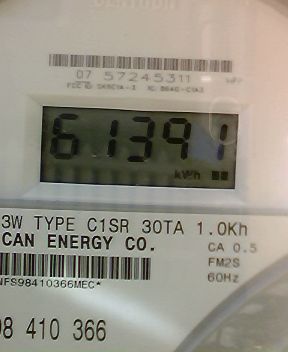 07 57245311
61391
kWh
3W TYPE C1SR 30TA 1.0Kh
CAN ENERGY CO.
CA 0.5
FM2S
60Hz
NFS98410366MEC*
98 410 366